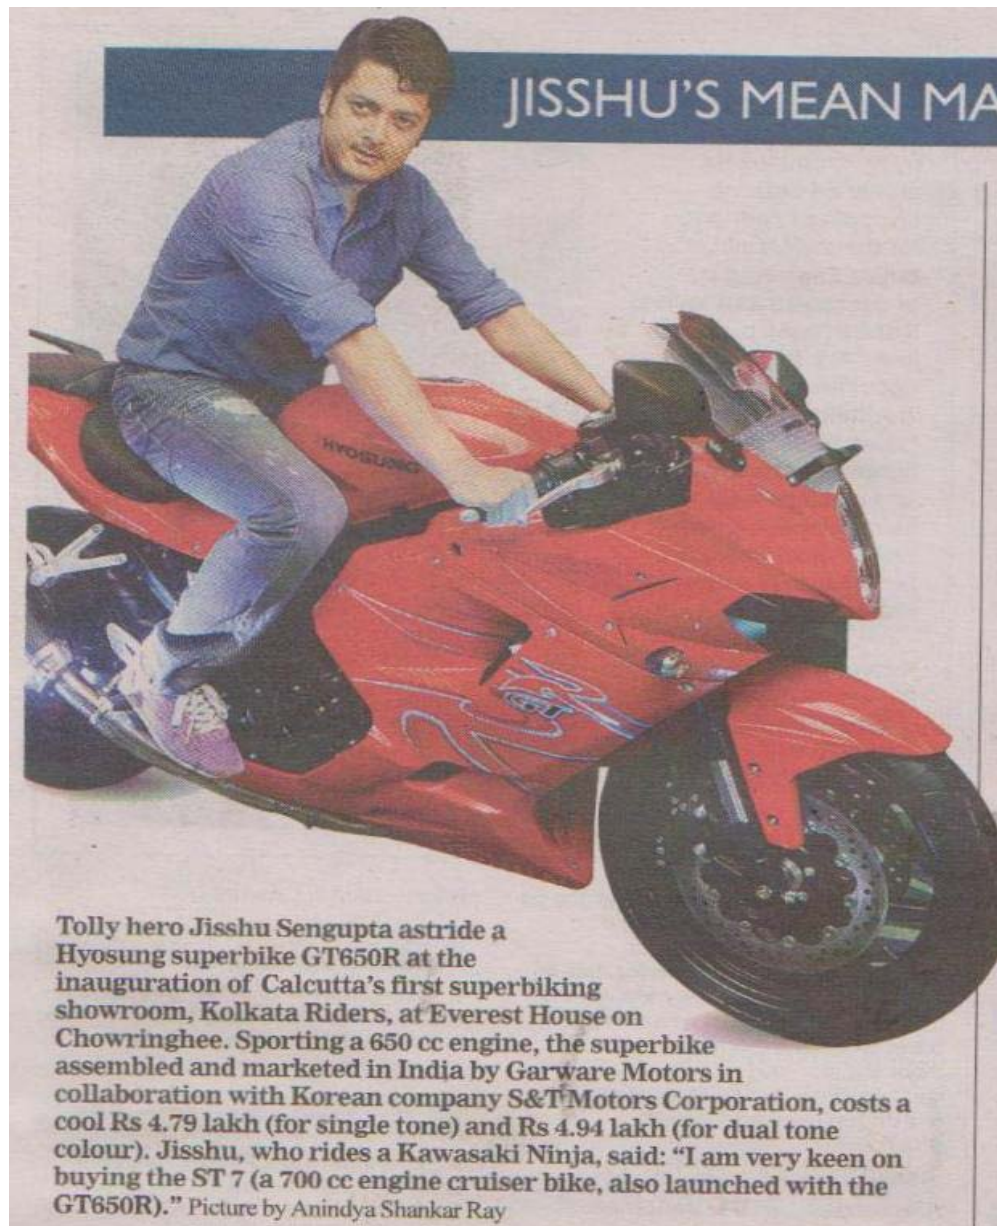 JISSHU'S MEAN MA
HYOSUNG
GT
Tolly hero Jisshu Sengupta astride a
Hyosung superbike GT650R at the
inauguration of Calcutta's first superbiking
showroom, Kolkata Riders, at Everest House on
Chowringhee. Sporting a 650 cc engine, the superbike
assembled and marketed in India by Garware Motors in
collaboration with Korean company S&T Motors Corporation, costs a
cool Rs 4.79 lakh (for single tone) and Rs 4.94 lakh (for dual tone
colour). Jisshu, who rides a Kawasaki Ninja, said: “I am very keen on
buying the ST 7 (a 700 cc engine cruiser bike, also launched with the
GT650R).” Picture by Anindya Shankar Ray